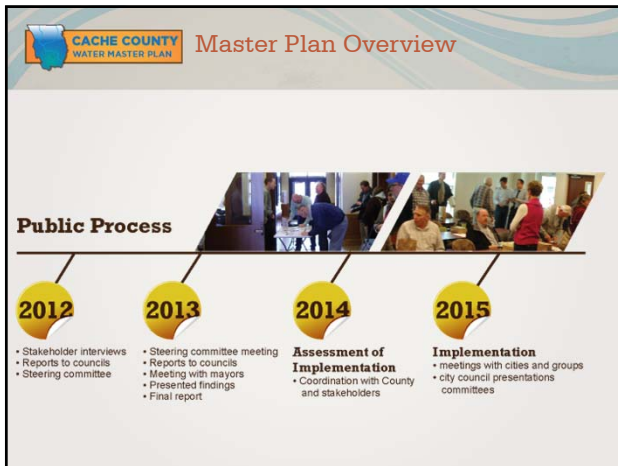 CACHE COUNTY
WATER MASTER PLAN
Master Plan Overview
Public Process
2012
• Stakeholder interviews
• Reports to councils
• Steering committee
2013
• Steering committee meeting
• Reports to councils
• Meeting with mayors
• Presented findings
• Final report
2014
Assessment of
Implementation
• Coordination with County
and stakeholders
2015
Implementation
• meetings with cities and groups
• city council presentations
committees